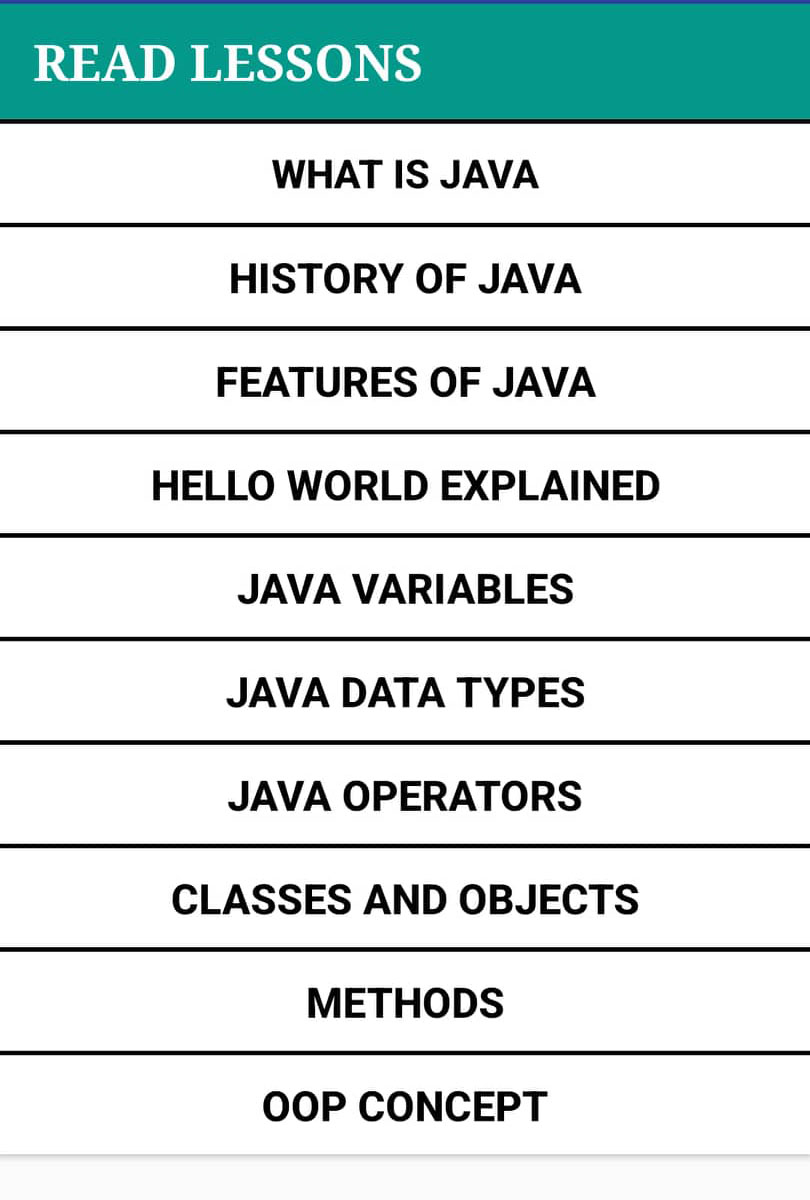 READ LESSONS
WHAT IS JAVA
HISTORY OF JAVA
FEATURES OF JAVA
HELLO WORLD EXPLAINED
JAVA VARIABLES
JAVA DATA TYPES
JAVA OPERATORS
CLASSES AND OBJECTS
METHODS
OOP CONCEPT